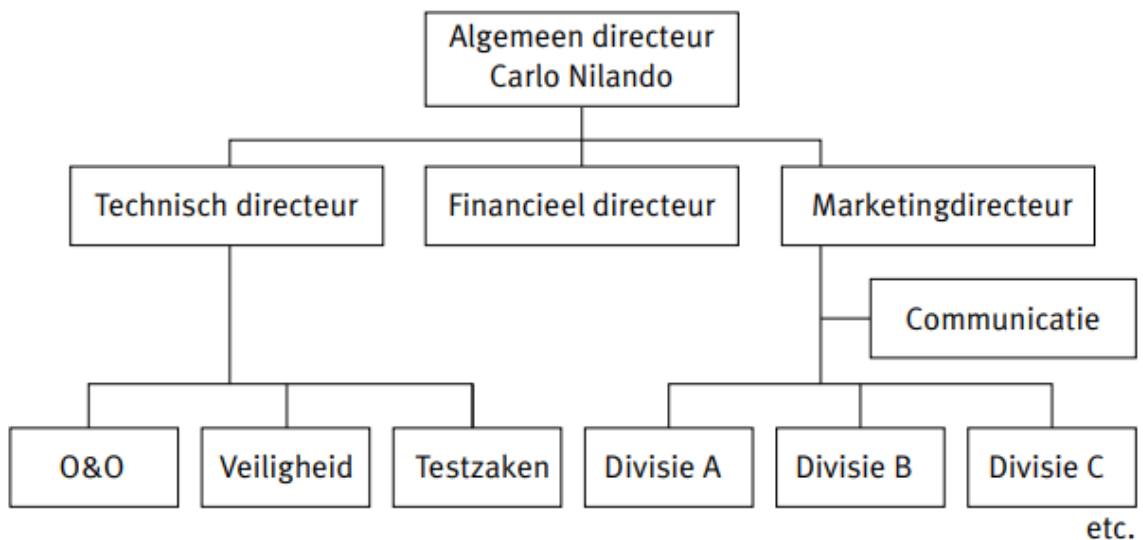 Algemeen directeur
Carlo Nilando
Technisch directeur
Financieel directeur
Marketingdirecteur
Communicatie
O&O
Veiligheid
Testzaken
Divisie A
Divisie B
Divisie C
etc.